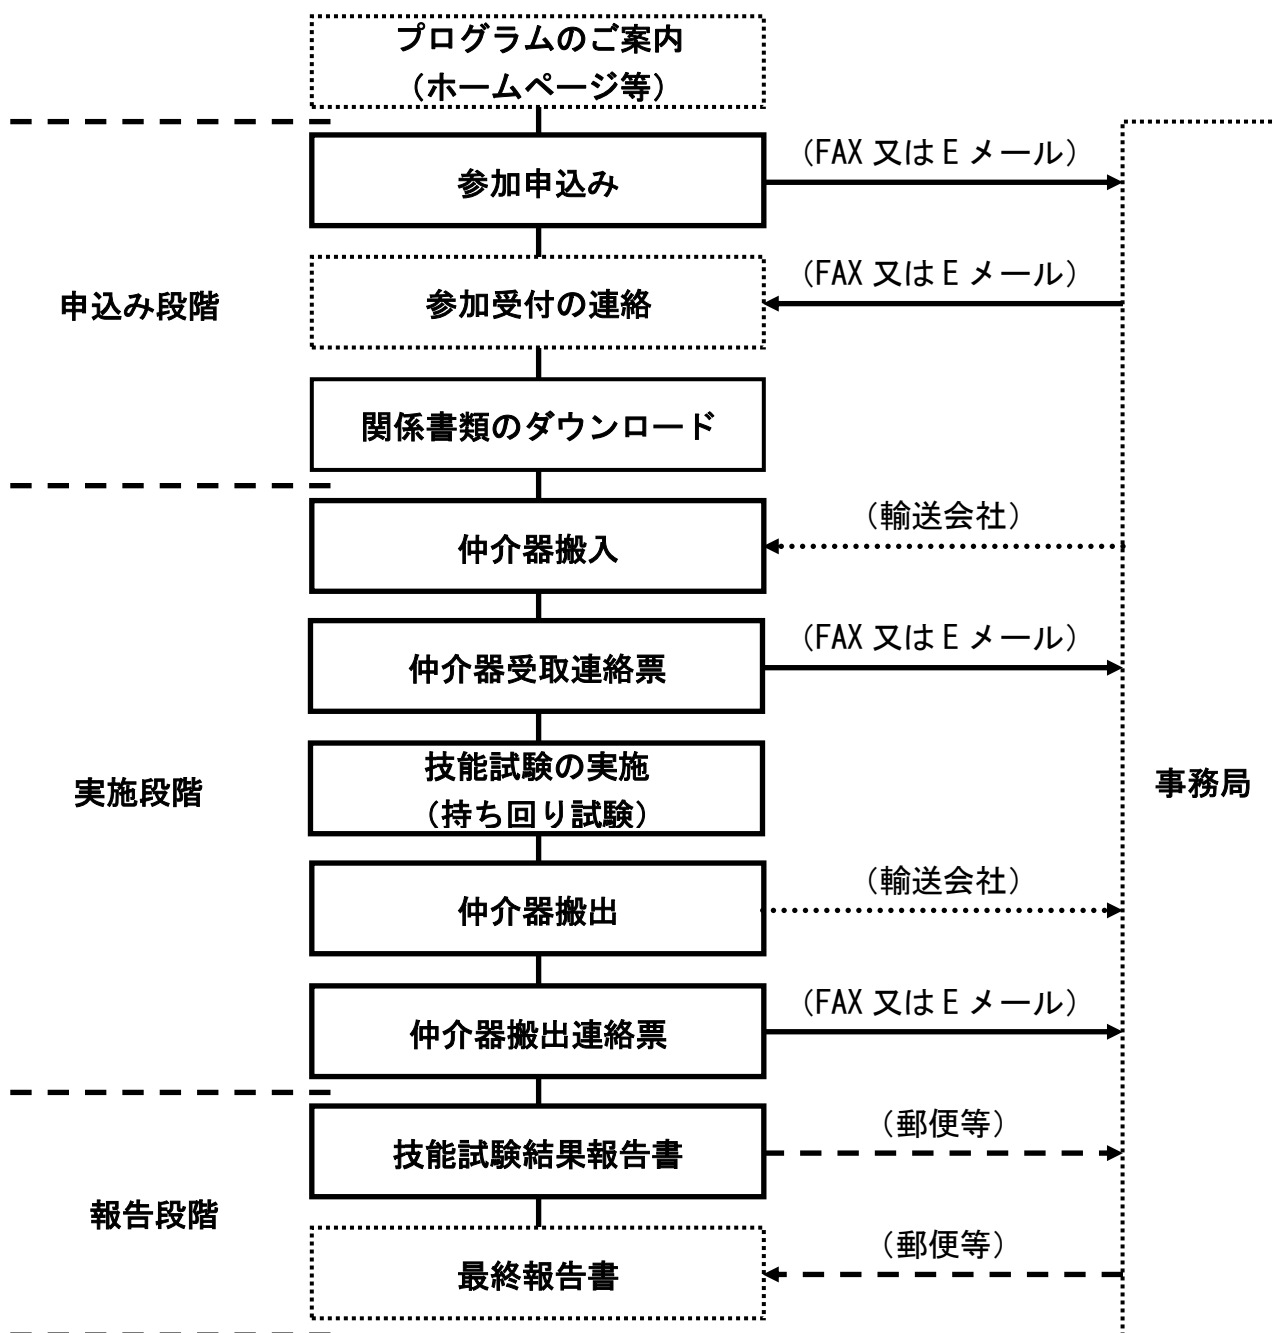 プログラムのご案内
（ホームページ等）
参加申込み
（FAX 又は E メール）
申込み段階
参加受付の連絡
（FAX 又は E メール）
関係書類のダウンロード
仲介器搬入
（輸送会社）
仲介器受取連絡票
（FAX 又は E メール）
実施段階
技能試験の実施
（持ち回り試験）
事務局
仲介器搬出
（輸送会社）
仲介器搬出連絡票
（FAX 又は E メール）
技能試験結果報告書
（郵便等）
報告段階
最終報告書
（郵便等）